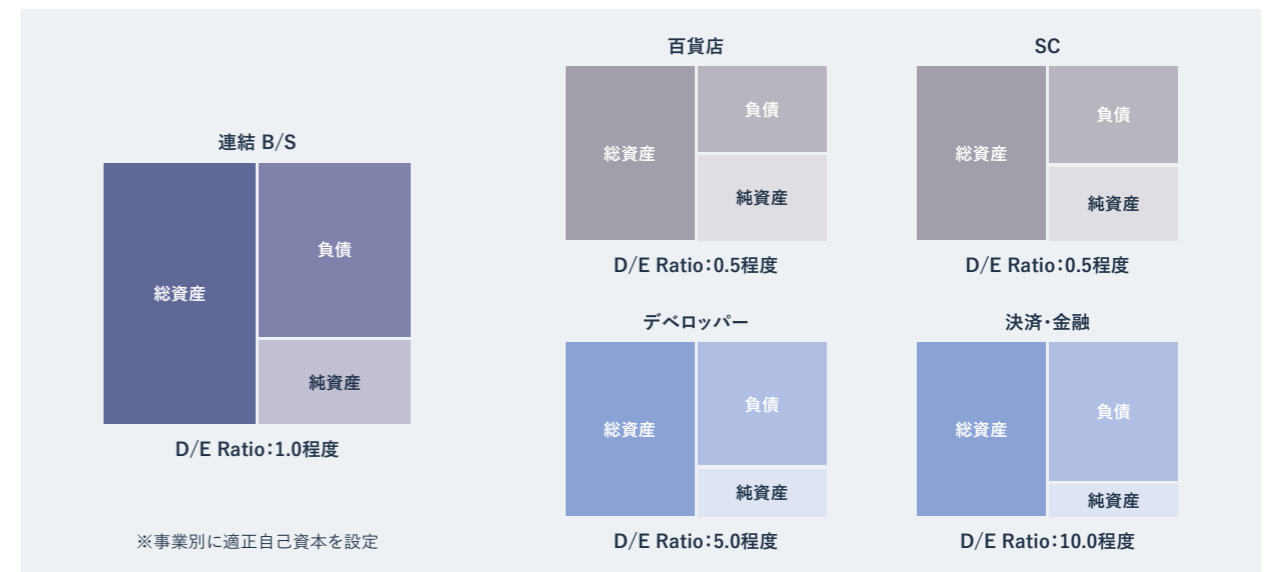 連結 B/S
総資産
負債
純資産
D/E Ratio：1.0程度
※事業別に適正自己資本を設定
百貨店
総資産
負債
純資産
D/E Ratio：0.5程度
SC
総資産
負債
純資産
D/E Ratio：0.5程度
デベロッパー
総資産
負債
純資産
D/E Ratio：5.0程度
決済・金融
総資産
負債
純資産
D/E Ratio：10.0程度